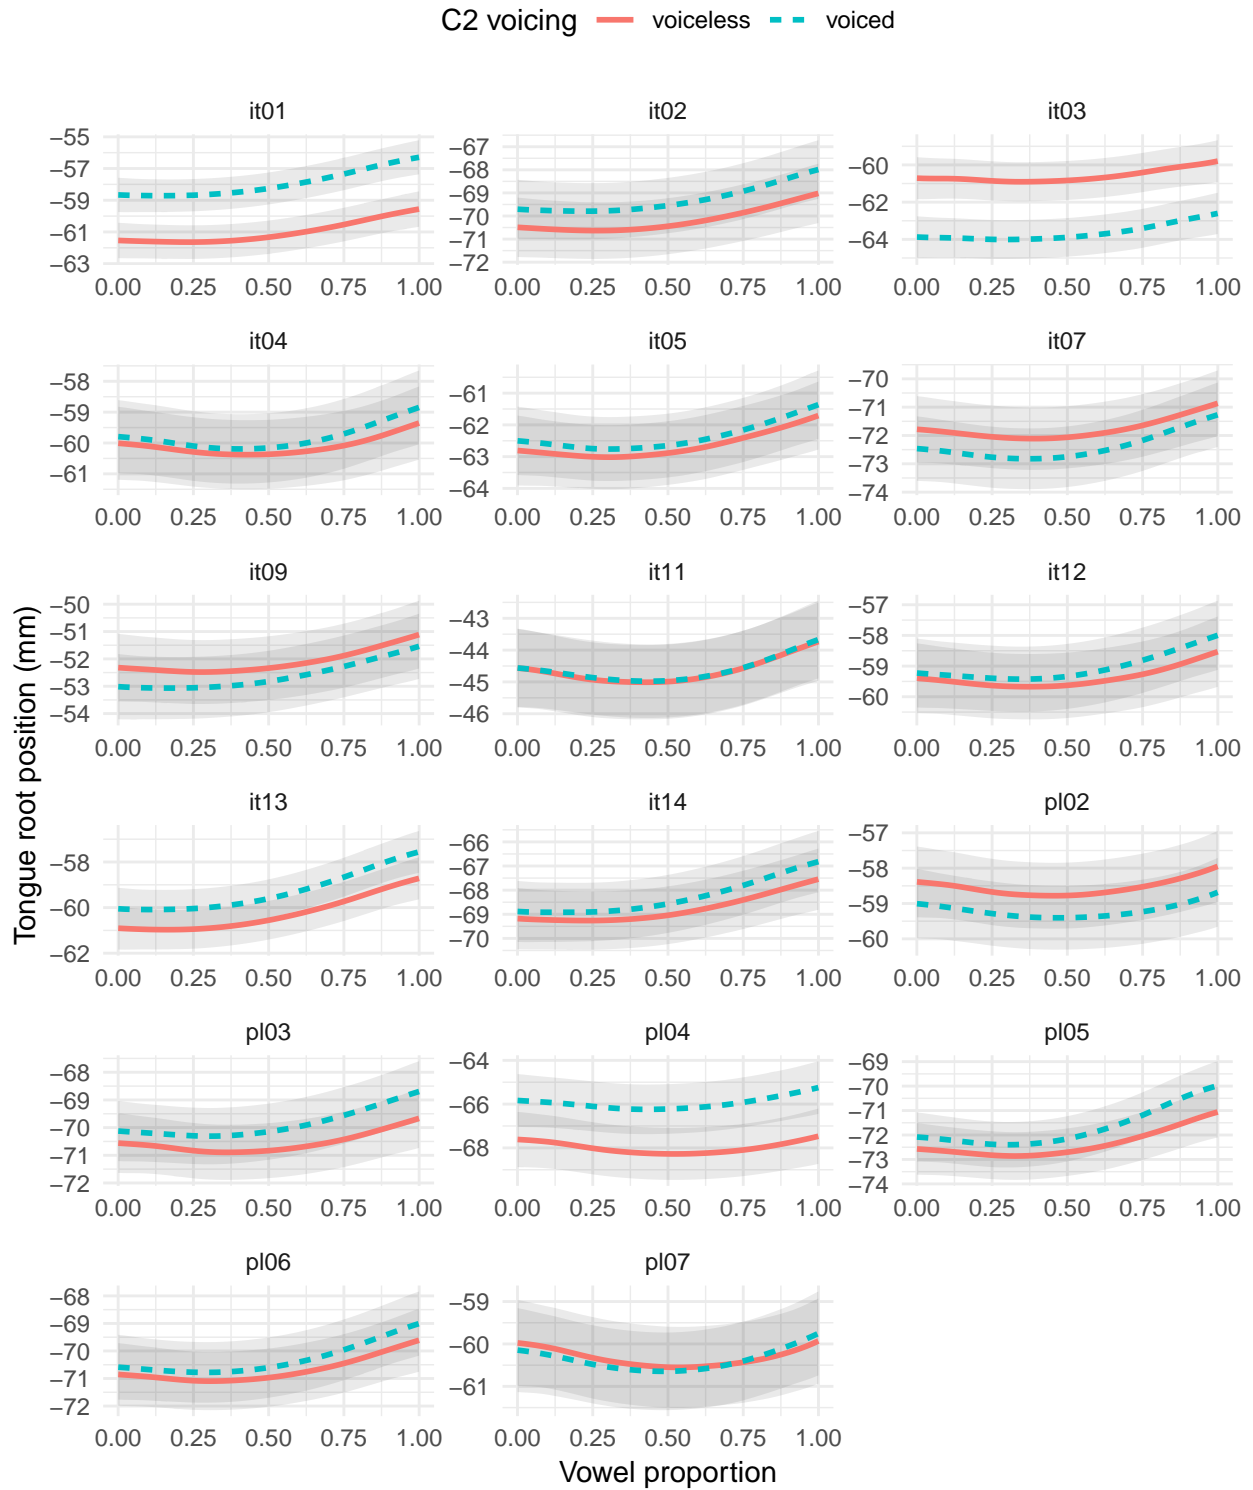 C2 voicing voiceless voiced
it01 it02 it03
−55
−57
−59
−61
−63
0.00 0.25 0.50 0.75 1.00
−67
−68
−69
−70
−71
−72
0.00 0.25 0.50 0.75 1.00
−60
−62
−64
0.00 0.25 0.50 0.75 1.00
it04 it05 it07
−58
−59
−60
−61
0.00 0.25 0.50 0.75 1.00
−61
−62
−63
−64
0.00 0.25 0.50 0.75 1.00
−70
−71
−72
−73
−74
0.00 0.25 0.50 0.75 1.00
it09 it11 it12
−50
−51
−52
−53
−54
0.00 0.25 0.50 0.75 1.00
−43
−44
−45
−46
0.00 0.25 0.50 0.75 1.00
−57
−58
−59
−60
0.00 0.25 0.50 0.75 1.00
Tongue root position (mm)
it13 it14 pl02
−58
−60
−62
0.00 0.25 0.50 0.75 1.00
−66
−67
−68
−69
−70
0.00 0.25 0.50 0.75 1.00
−57
−58
−59
−60
0.00 0.25 0.50 0.75 1.00
pl03 pl04 pl05
−68
−69
−70
−71
−72
0.00 0.25 0.50 0.75 1.00
−64
−66
−68
0.00 0.25 0.50 0.75 1.00
−69
−70
−71
−72
−73
−74
0.00 0.25 0.50 0.75 1.00
pl06 pl07
−68
−69
−70
−71
−72
0.00 0.25 0.50 0.75 1.00
−59
−60
−61
0.00 0.25 0.50 0.75 1.00
Vowel proportion